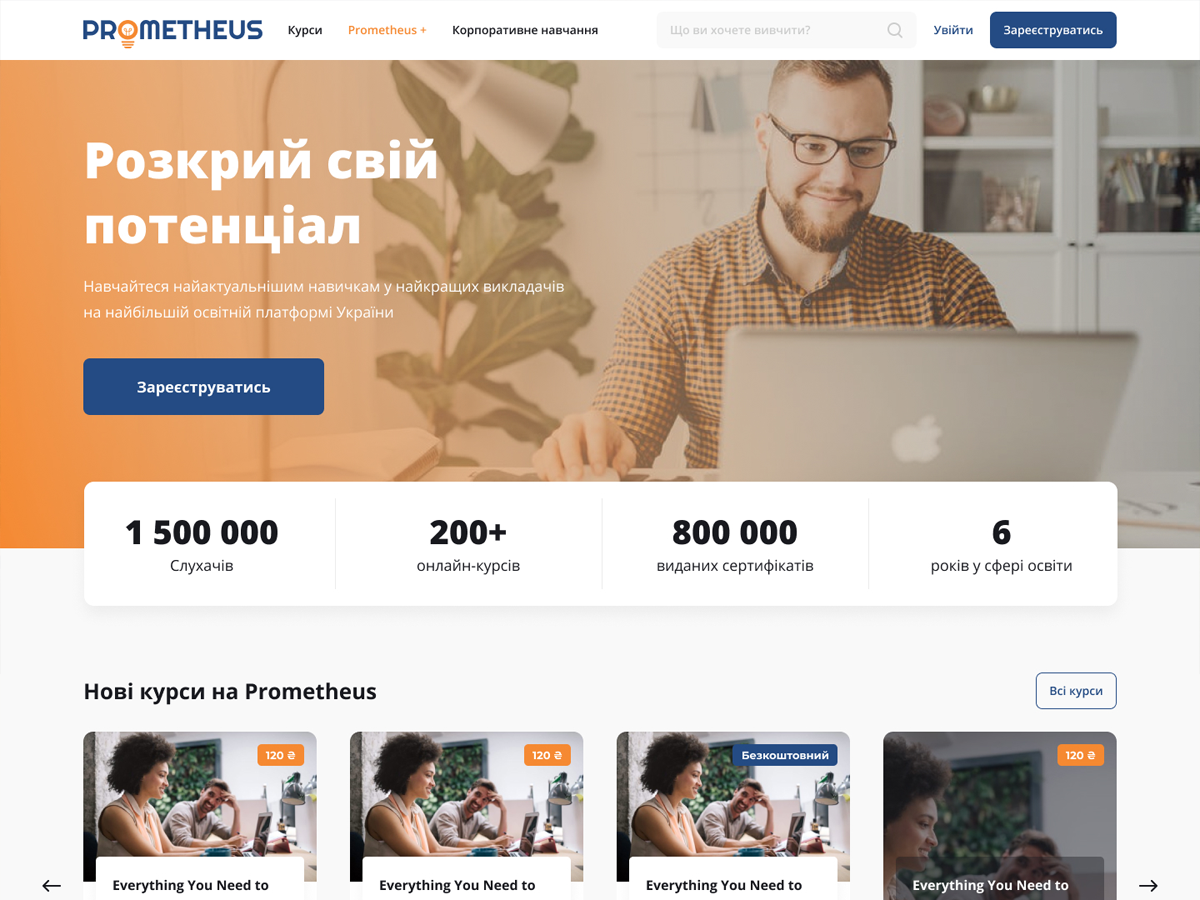 PROMETHEUS
Курси
Prometheus +
Корпоративне навчання
Що ви хочете вивчити?
Увійти
Зареєструватись
Розкрий свій
потенціал
Навчайтеся найактуальнішим навичкам у найкращих викладачів
на найбільшій освітній платформі України
Зареєструватись
1 500 000
Слухачів
200+
онлайн-курсів
800 000
виданих сертифікатів
6
років у сфері освіти
Нові курси на Prometheus
Всі курси
120 ₴
120 ₴
Безкоштовний
120 ₴
Everything You Need to
Everything You Need to
Everything You Need to
Everything You Need to